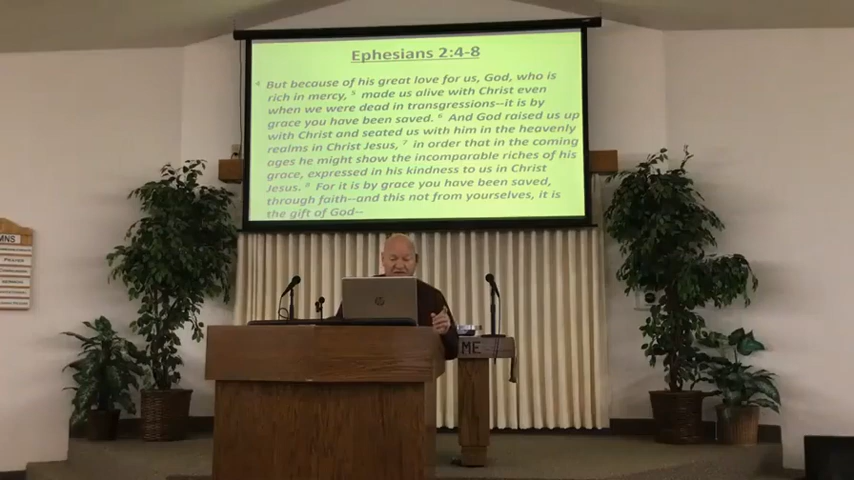 Ephesians 2:4-8
4 But because of his great love for us, God, who is
rich in mercy, 5 made us alive with Christ even
when we were dead in transgressions--it is by
grace you have been saved. 6 And God raised us up
with Christ and seated us with him in the heavenly
realms in Christ Jesus, 7 in order that in the coming
ages he might show the incomparable riches of his
grace, expressed in his kindness to us in Christ
Jesus. 8 For it is by grace you have been saved,
through faith--and this not from yourselves, it is
the gift of God--
MNS
PRAYER
SERMON
hp
ME